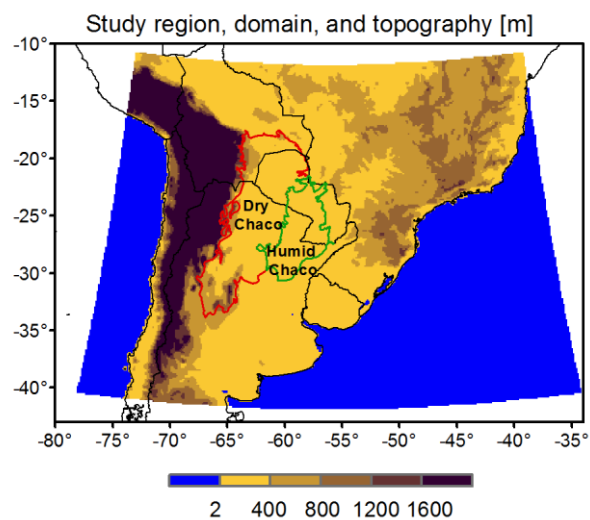 Study region, domain, and topography [m]
-10°
-15°
-20°
-25°
-30°
-35°
-40°
Dry
Chaco
Humid
Chaco
-80° -75° -70° -65° -60° -55° -50° -45° -40° -35°
2 400 800 1200 1600